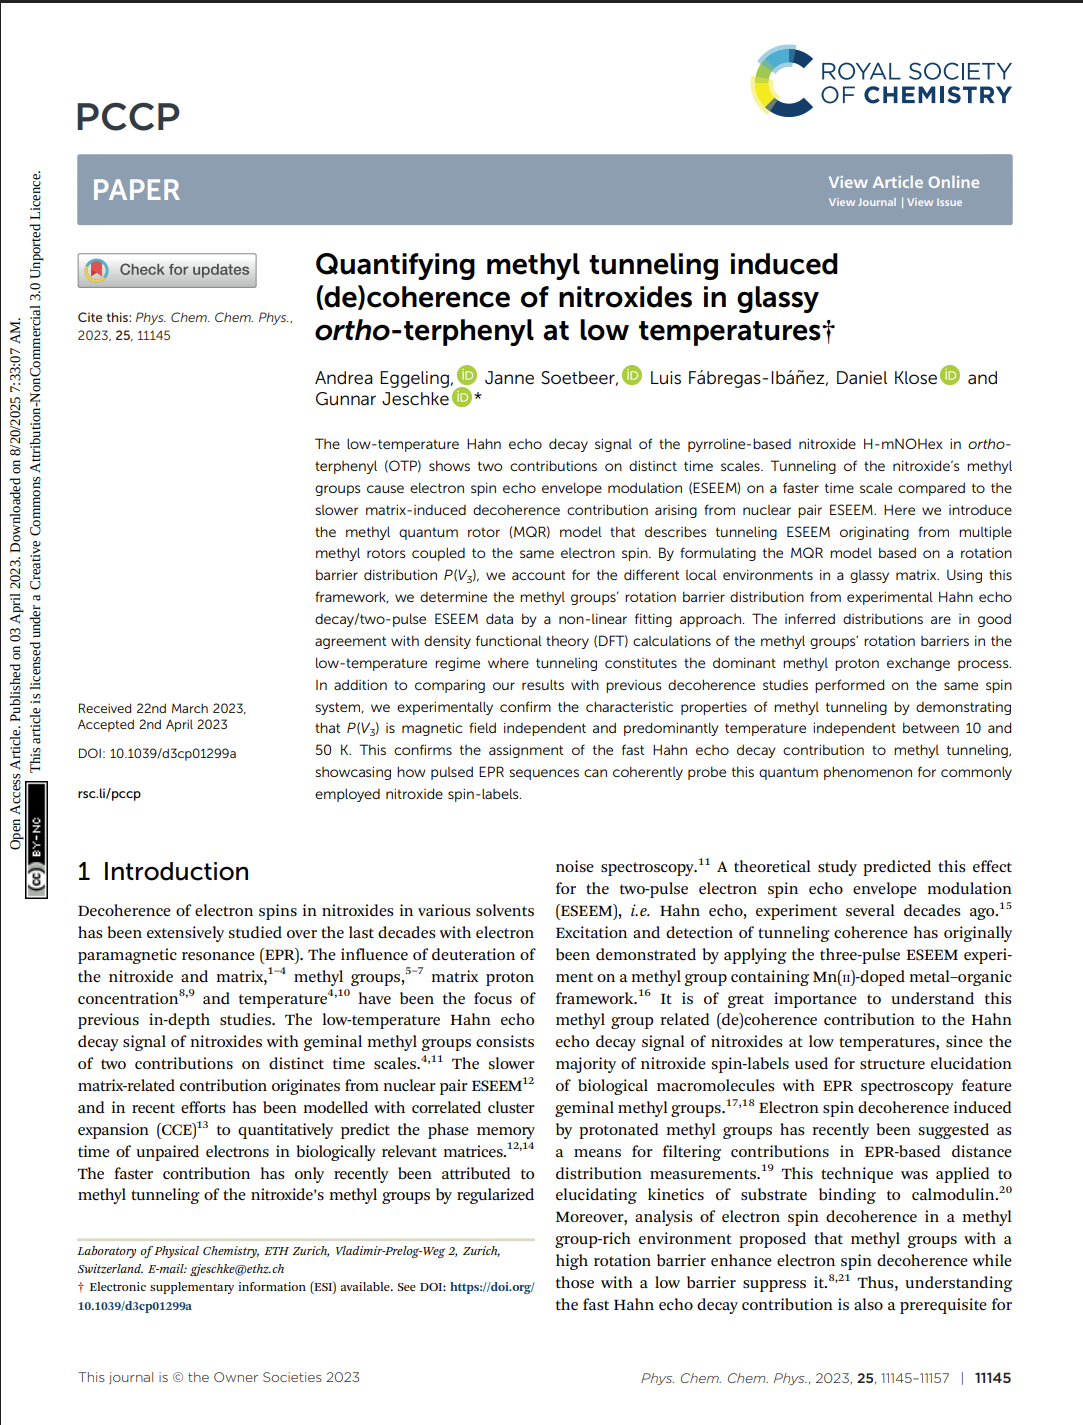 ROYAL SOCIETY
OF CHEMISTRY
PCCP
PAPER
View Article Online
View Journal | View Issue
Open Access Article. Published on 03 April 2023. Downloaded on 8/20/2025 7:33:07 AM.
This article is licensed under a Creative Commons Attribution-NonCommercial 3.0 Unported Licence.
(cc) BY-NC
Check for updates
Cite this: Phys. Chem. Chem. Phys.,
2023, 25, 11145
Quantifying methyl tunneling induced
(de)coherence of nitroxides in glassy
ortho-terphenyl at low temperatures†
Andrea Eggeling, iD Janne Soetbeer, iD Luis Fábregas-Ibáñez, Daniel Klose iD and
Gunnar Jeschke iD *
The low-temperature Hahn echo decay signal of the pyrroline-based nitroxide H-mNOHex in ortho-
terphenyl (OTP) shows two contributions on distinct time scales. Tunneling of the nitroxide's methyl
groups cause electron spin echo envelope modulation (ESEEM) on a faster time scale compared to the
slower matrix-induced decoherence contribution arising from nuclear pair ESEEM. Here we introduce
the methyl quantum rotor (MQR) model that describes tunneling ESEEM originating from multiple
methyl rotors coupled to the same electron spin. By formulating the MQR model based on a rotation
barrier distribution P(V₃), we account for the different local environments in a glassy matrix. Using this
framework, we determine the methyl groups' rotation barrier distribution from experimental Hahn echo
decay/two-pulse ESEEM data by a non-linear fitting approach. The inferred distributions are in good
agreement with density functional theory (DFT) calculations of the methyl groups' rotation barriers in the
low-temperature regime where tunneling constitutes the dominant methyl proton exchange process.
In addition to comparing our results with previous decoherence studies performed on the same spin
system, we experimentally confirm the characteristic properties of methyl tunneling by demonstrating
that P(V₃) is magnetic field independent and predominantly temperature independent between 10 and
50 K. This confirms the assignment of the fast Hahn echo decay contribution to methyl tunneling,
showcasing how pulsed EPR sequences can coherently probe this quantum phenomenon for commonly
employed nitroxide spin-labels.
Received 22nd March 2023,
Accepted 2nd April 2023
DOI: 10.1039/d3cp01299a
rsc.li/pccp
1 Introduction
Decoherence of electron spins in nitroxides in various solvents
has been extensively studied over the last decades with electron
paramagnetic resonance (EPR). The influence of deuteration of
the nitroxide and matrix,¹⁻⁴ methyl groups,⁵⁻⁷ matrix proton
concentration⁸,⁹ and temperature⁴,¹⁰ have been the focus of
previous in-depth studies. The low-temperature Hahn echo
decay signal of nitroxides with geminal methyl groups consists
of two contributions on distinct time scales.⁴,¹¹ The slower
matrix-related contribution originates from nuclear pair ESEEM¹²
and in recent efforts has been modelled with correlated cluster
expansion (CCE)¹³ to quantitatively predict the phase memory
time of unpaired electrons in biologically relevant matrices.¹²,¹⁴
The faster contribution has only recently been attributed to
methyl tunneling of the nitroxide's methyl groups by regularized
noise spectroscopy.¹¹ A theoretical study predicted this effect
for the two-pulse electron spin echo envelope modulation
(ESEEM), i.e. Hahn echo, experiment several decades ago.¹⁵
Excitation and detection of tunneling coherence has originally
been demonstrated by applying the three-pulse ESEEM experi-
ment on a methyl group containing Mn(II)-doped metal–organic
framework.¹⁶ It is of great importance to understand this
methyl group related (de)coherence contribution to the Hahn
echo decay signal of nitroxides at low temperatures, since the
majority of nitroxide spin-labels used for structure elucidation
of biological macromolecules with EPR spectroscopy feature
geminal methyl groups.¹⁷,¹⁸ Electron spin decoherence induced
by protonated methyl groups has recently been suggested as
a means for filtering contributions in EPR-based distance
distribution measurements.¹⁹ This technique was applied to
elucidating kinetics of substrate binding to calmodulin.²⁰
Moreover, analysis of electron spin decoherence in a methyl
group-rich environment proposed that methyl groups with a
high rotation barrier enhance electron spin decoherence while
those with a low barrier suppress it.⁸,²¹ Thus, understanding
the fast Hahn echo decay contribution is also a prerequisite for
Laboratory of Physical Chemistry, ETH Zurich, Vladimir-Prelog-Weg 2, Zurich,
Switzerland. E-mail: gjeschke@ethz.ch
† Electronic supplementary information (ESI) available. See DOI: https://doi.org/
10.1039/d3cp01299a
This journal is © the Owner Societies 2023
Phys. Chem. Chem. Phys., 2023, 25, 11145–11157 | 11145